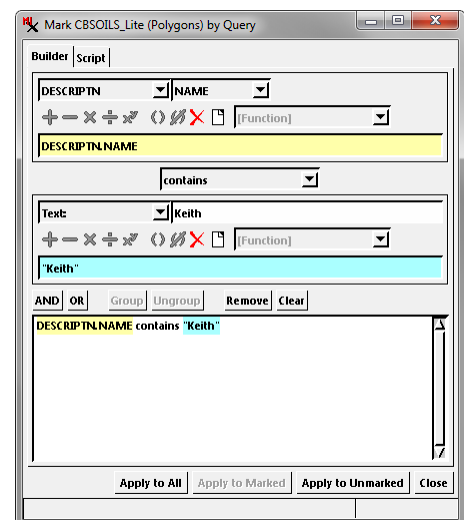 Mark CBSOILS_Lite (Polygons) by Query
Builder Script
DESCRIPTN NAME
[Function]
DESCRIPTN.NAME
contains
Text: Keith
[Function]
"Keith"
AND OR Group Ungroup Remove Clear
DESCRIPTN.NAME contains "Keith"
Apply to All Apply to Marked Apply to Unmarked Close